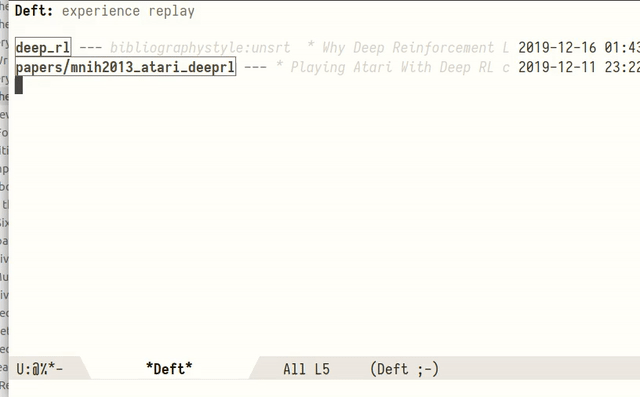 Deft: experience replay
deep_rl --- bibliographystyle:unsrt * Why Deep Reinforcement L 2019-12-16 01:43
papers/mnih2013_atari_deeprl --- * Playing Atari With Deep RL c 2019-12-11 23:22
U:@%*- *Deft* All L5 (Deft ;-)